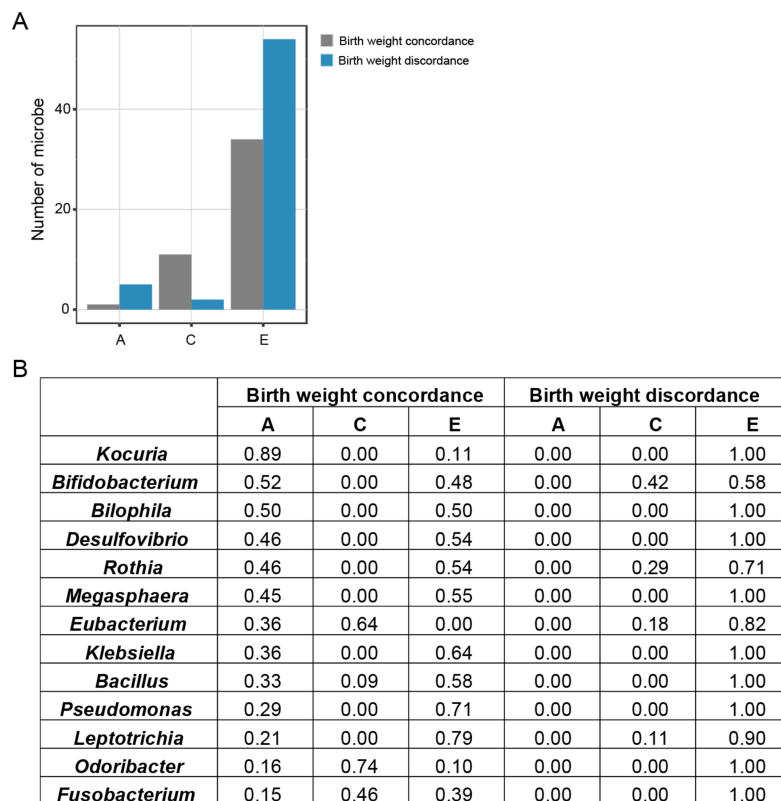 A
Number of microbe
40
20
0
A C E
Birth weight concordance
Birth weight discordance
B
Birth weight concordance Birth weight discordance
A C E A C E
Kocuria 0.89 0.00 0.11 0.00 0.00 1.00
Bifidobacterium 0.52 0.00 0.48 0.00 0.42 0.58
Bilophila 0.50 0.00 0.50 0.00 0.00 1.00
Desulfovibrio 0.46 0.00 0.54 0.00 0.00 1.00
Rothia 0.46 0.00 0.54 0.00 0.29 0.71
Megasphaera 0.45 0.00 0.55 0.00 0.00 1.00
Eubacterium 0.36 0.64 0.00 0.00 0.18 0.82
Klebsiella 0.36 0.00 0.64 0.00 0.00 1.00
Bacillus 0.33 0.09 0.58 0.00 0.00 1.00
Pseudomonas 0.29 0.00 0.71 0.00 0.00 1.00
Leptotrichia 0.21 0.00 0.79 0.00 0.11 0.90
Odoribacter 0.16 0.74 0.10 0.00 0.00 1.00
Fusobacterium 0.15 0.46 0.39 0.00 0.00 1.00